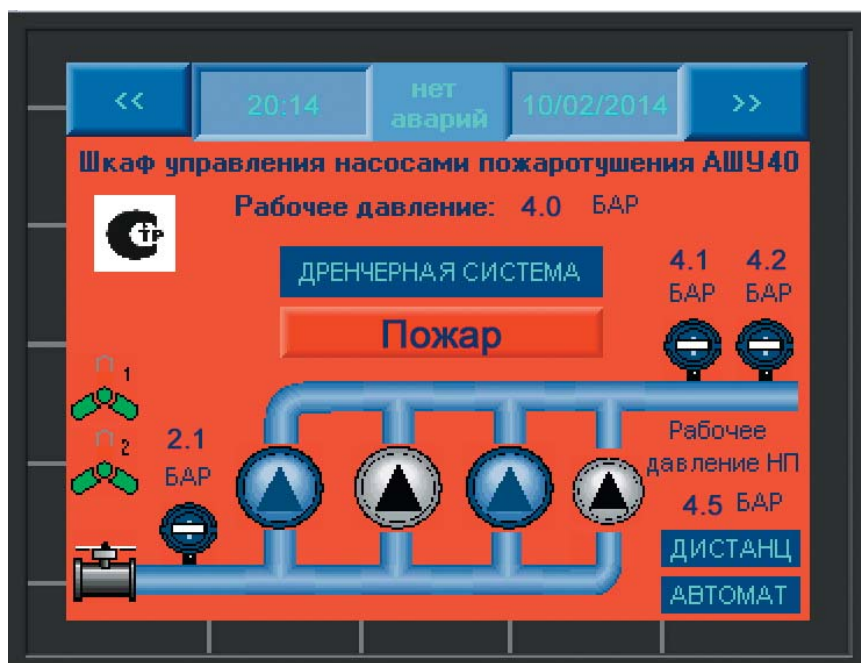 <<
20:14
нет
аварий
10/02/2014
>>
Шкаф управления насосами пожаротушения АШУ40
Рабочее давление: 4.0 БАР
СТР
ДРЕНЧЕРНАЯ СИСТЕМА
4.1 4.2
БАР БАР
Пожар
1
2
2.1
БАР
Рабочее
давление НП
4.5 БАР
ДИСТАНЦ
АВТОМАТ